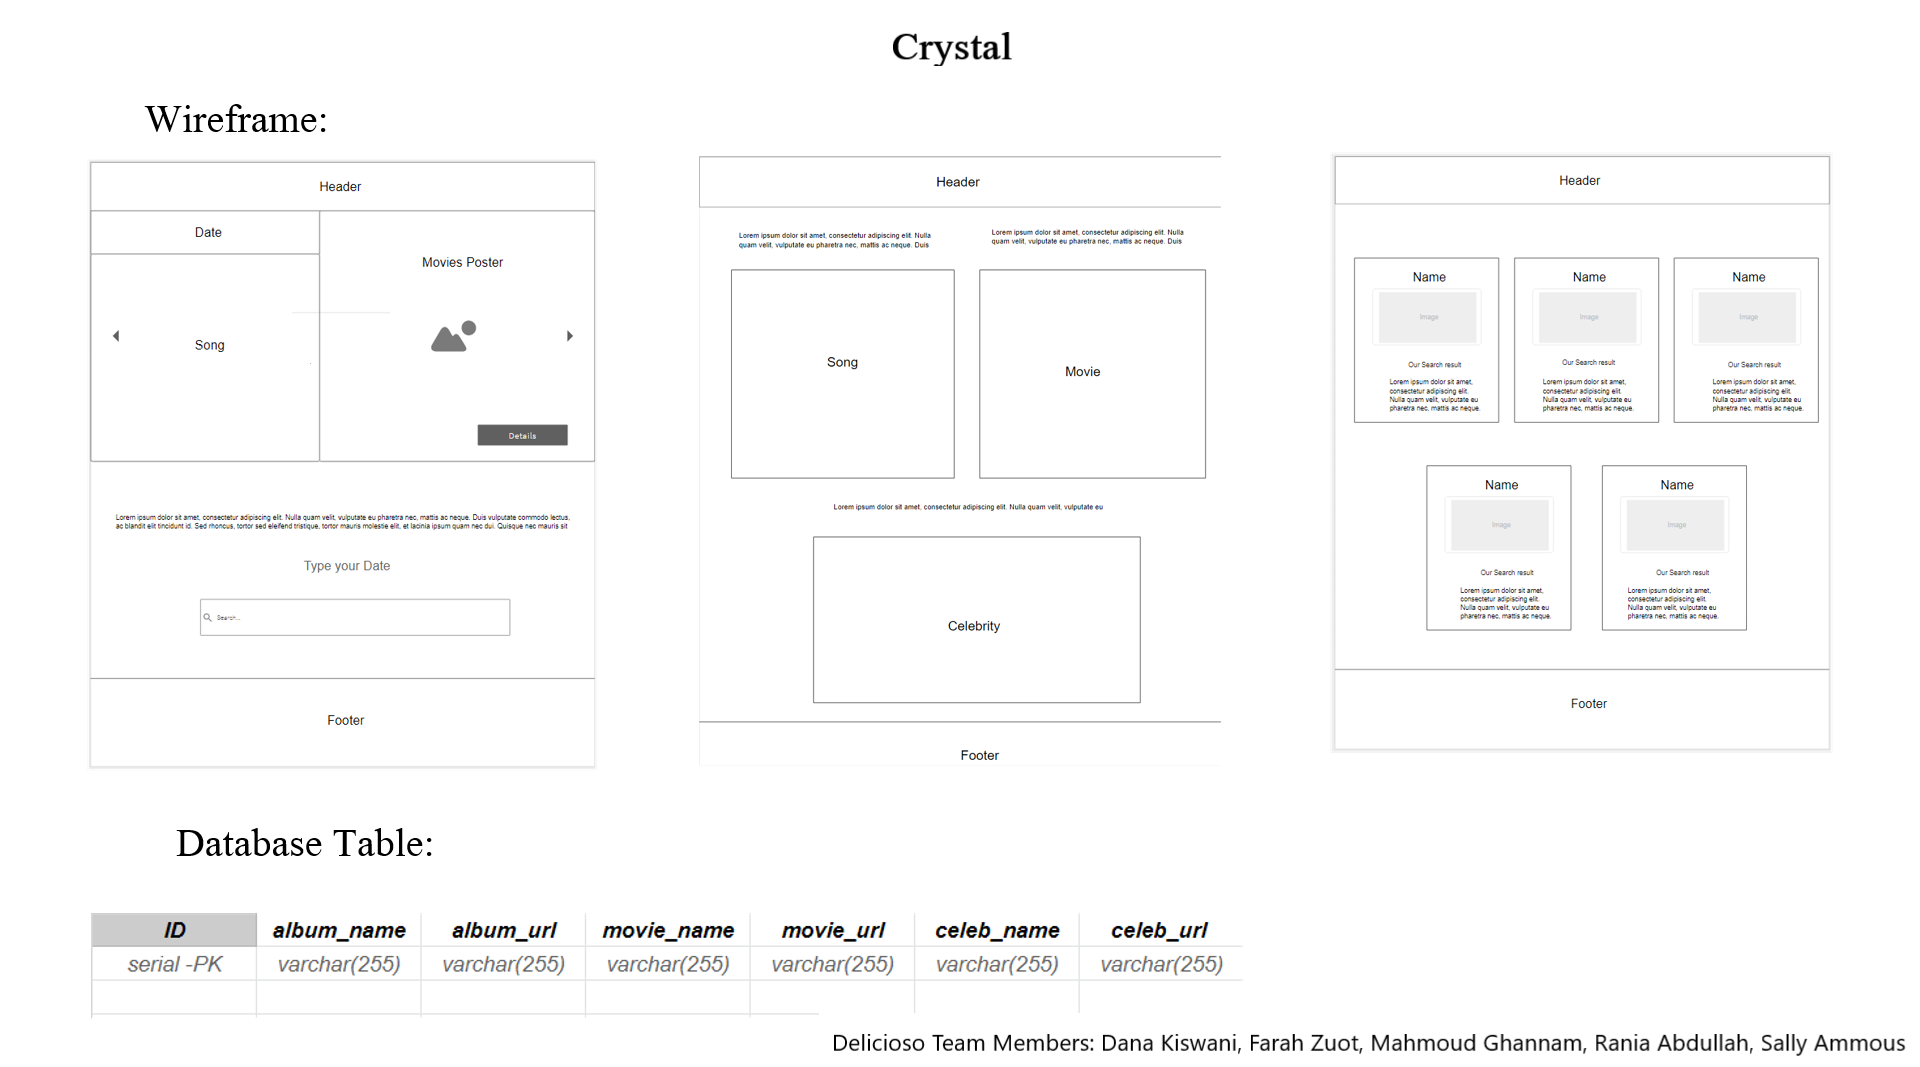 Crystal
Wireframe:
Header
Date
Movies Poster
Song
Details
Lorem ipsum dolor sit amet, consectetur adipiscing elit. Nulla quam velit, vulputate eu pharetra nec, mattis ac neque. Duis vulputate commodo lectus,
ac blandit elit tincidunt id. Sed rhoncus, tortor sed eleifend tristique, tortor mauris molestie elit, et lacinia ipsum quam nec dui. Quisque nec mauris sit
Type your Date
Search...
Footer
Header
Lorem ipsum dolor sit amet, consectetur adipiscing elit. Nulla
quam velit, vulputate eu pharetra nec, mattis ac neque. Duis
Lorem ipsum dolor sit amet, consectetur adipiscing elit. Nulla
quam velit, vulputate eu pharetra nec, mattis ac neque. Duis
Song
Movie
Lorem ipsum dolor sit amet, consectetur adipiscing elit. Nulla quam velit, vulputate eu
Celebrity
Footer
Header
Name
Image
Our Search result
Lorem ipsum dolor sit amet,
consectetur adipiscing elit.
Nulla quam velit, vulputate eu
pharetra nec, mattis ac neque.
Name
Image
Our Search result
Lorem ipsum dolor sit amet,
consectetur adipiscing elit.
Nulla quam velit, vulputate eu
pharetra nec, mattis ac neque.
Name
Image
Our Search result
Lorem ipsum dolor sit amet,
consectetur adipiscing elit.
Nulla quam velit, vulputate eu
pharetra nec, mattis ac neque.
Name
Image
Our Search result
Lorem ipsum dolor sit amet,
consectetur adipiscing elit.
Nulla quam velit, vulputate eu
pharetra nec, mattis ac neque.
Name
Image
Our Search result
Lorem ipsum dolor sit amet,
consectetur adipiscing elit.
Nulla quam velit, vulputate eu
pharetra nec, mattis ac neque.
Footer
Database Table:
ID album_name album_url movie_name movie_url celeb_name celeb_url
serial -PK varchar(255) varchar(255) varchar(255) varchar(255) varchar(255) varchar(255)
Delicioso Team Members: Dana Kiswani, Farah Zuot, Mahmoud Ghannam, Rania Abdullah, Sally Ammous